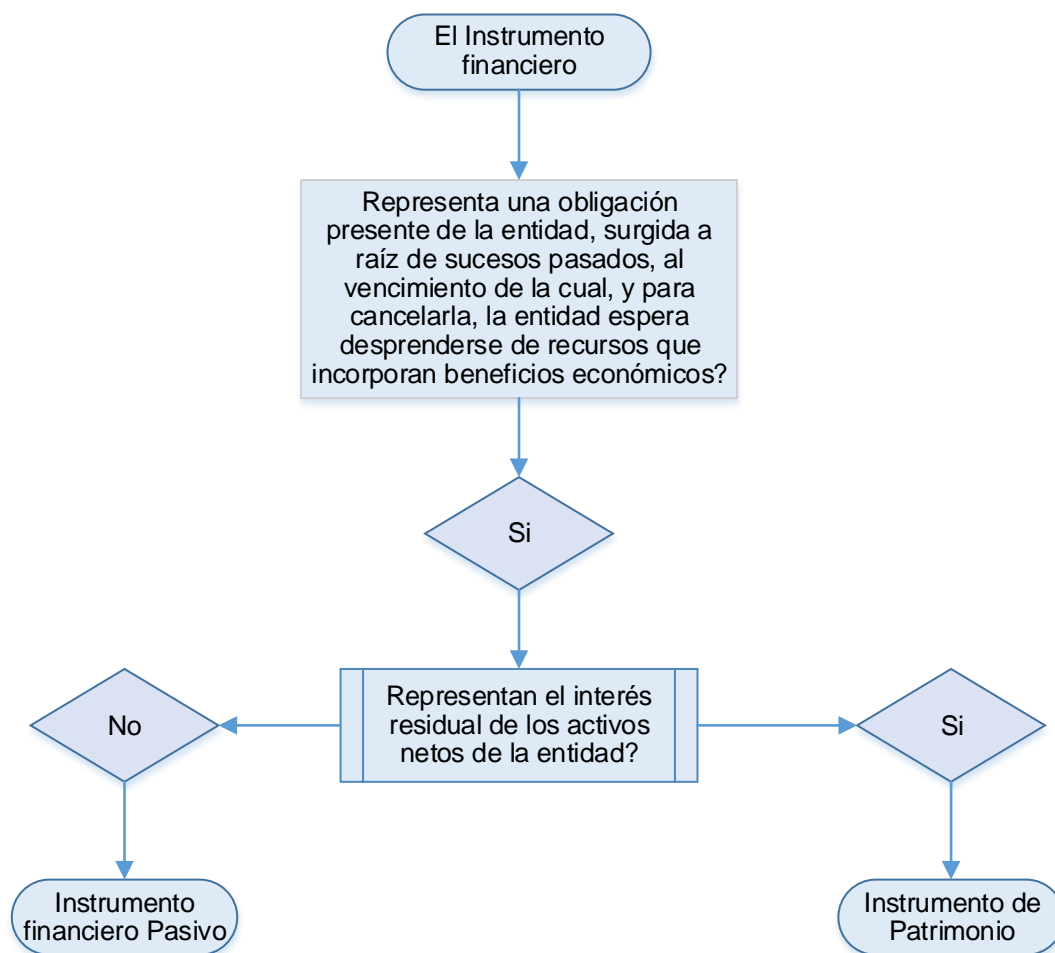 El Instrumento
financiero
Representa una obligación
presente de la entidad, surgida a
raíz de sucesos pasados, al
vencimiento de la cual, y para
cancelarla, la entidad espera
desprenderse de recursos que
incorporan beneficios económicos?
Si
No
Representan el interés
residual de los activos
netos de la entidad?
Si
Instrumento
financiero Pasivo
Instrumento de
Patrimonio